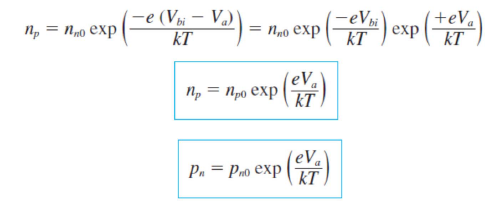 n_p = n_{n0} exp (−e (V_{bi} − V_a) / kT) = n_{n0} exp (−eV_{bi} / kT) exp (+eV_a / kT)
n_p = n_{p0} exp (eV_a / kT)
p_n = p_{n0} exp (eV_a / kT)